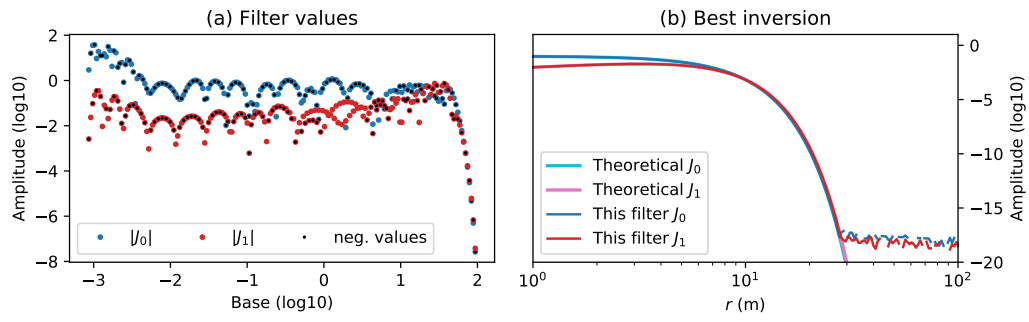 (a) Filter values
Amplitude (log10)
2
0
−2
−4
−6
−8
|J0|
|J1|
neg. values
−3
−2
−1
0
1
2
Base (log10)
(b) Best inversion
Theoretical J0
Theoretical J1
This filter J0
This filter J1
0
−5
−10
−15
−20
Amplitude (log10)
10^0
10^1
10^2
r (m)